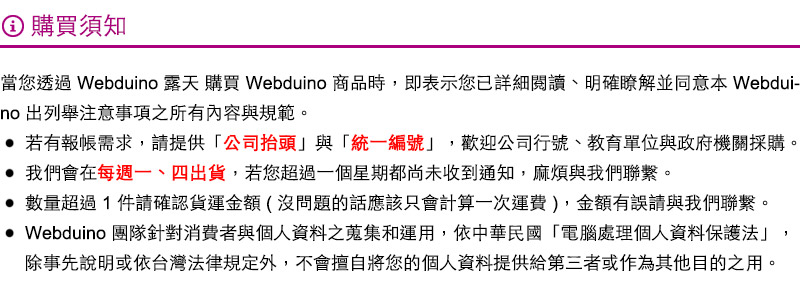 購買須知
當您透過 Webduino 露天 購買 Webduino 商品時，即表示您已詳細閱讀、明確瞭解並同意本 Webdui-
no 出列舉注意事項之所有內容與規範。
● 若有報帳需求，請提供「公司抬頭」與「統一編號」，歡迎公司行號、教育單位與政府機關採購。
● 我們會在每週一、四出貨，若您超過一個星期都尚未收到通知，麻煩與我們聯繫。
● 數量超過 1 件請確認貨運金額 ( 沒問題的話應該只會計算一次運費 )，金額有誤請與我們聯繫。
● Webduino 團隊針對消費者與個人資料之蒐集和運用，依中華民國「電腦處理個人資料保護法」，
除事先說明或依台灣法律規定外，不會擅自將您的個人資料提供給第三者或作為其他目的之用。